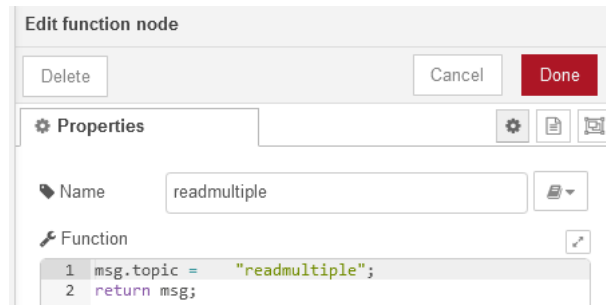 Edit function node
Delete Cancel Done
Properties
Name readmultiple
Function
1 msg.topic =    "readmultiple";
2 return msg;